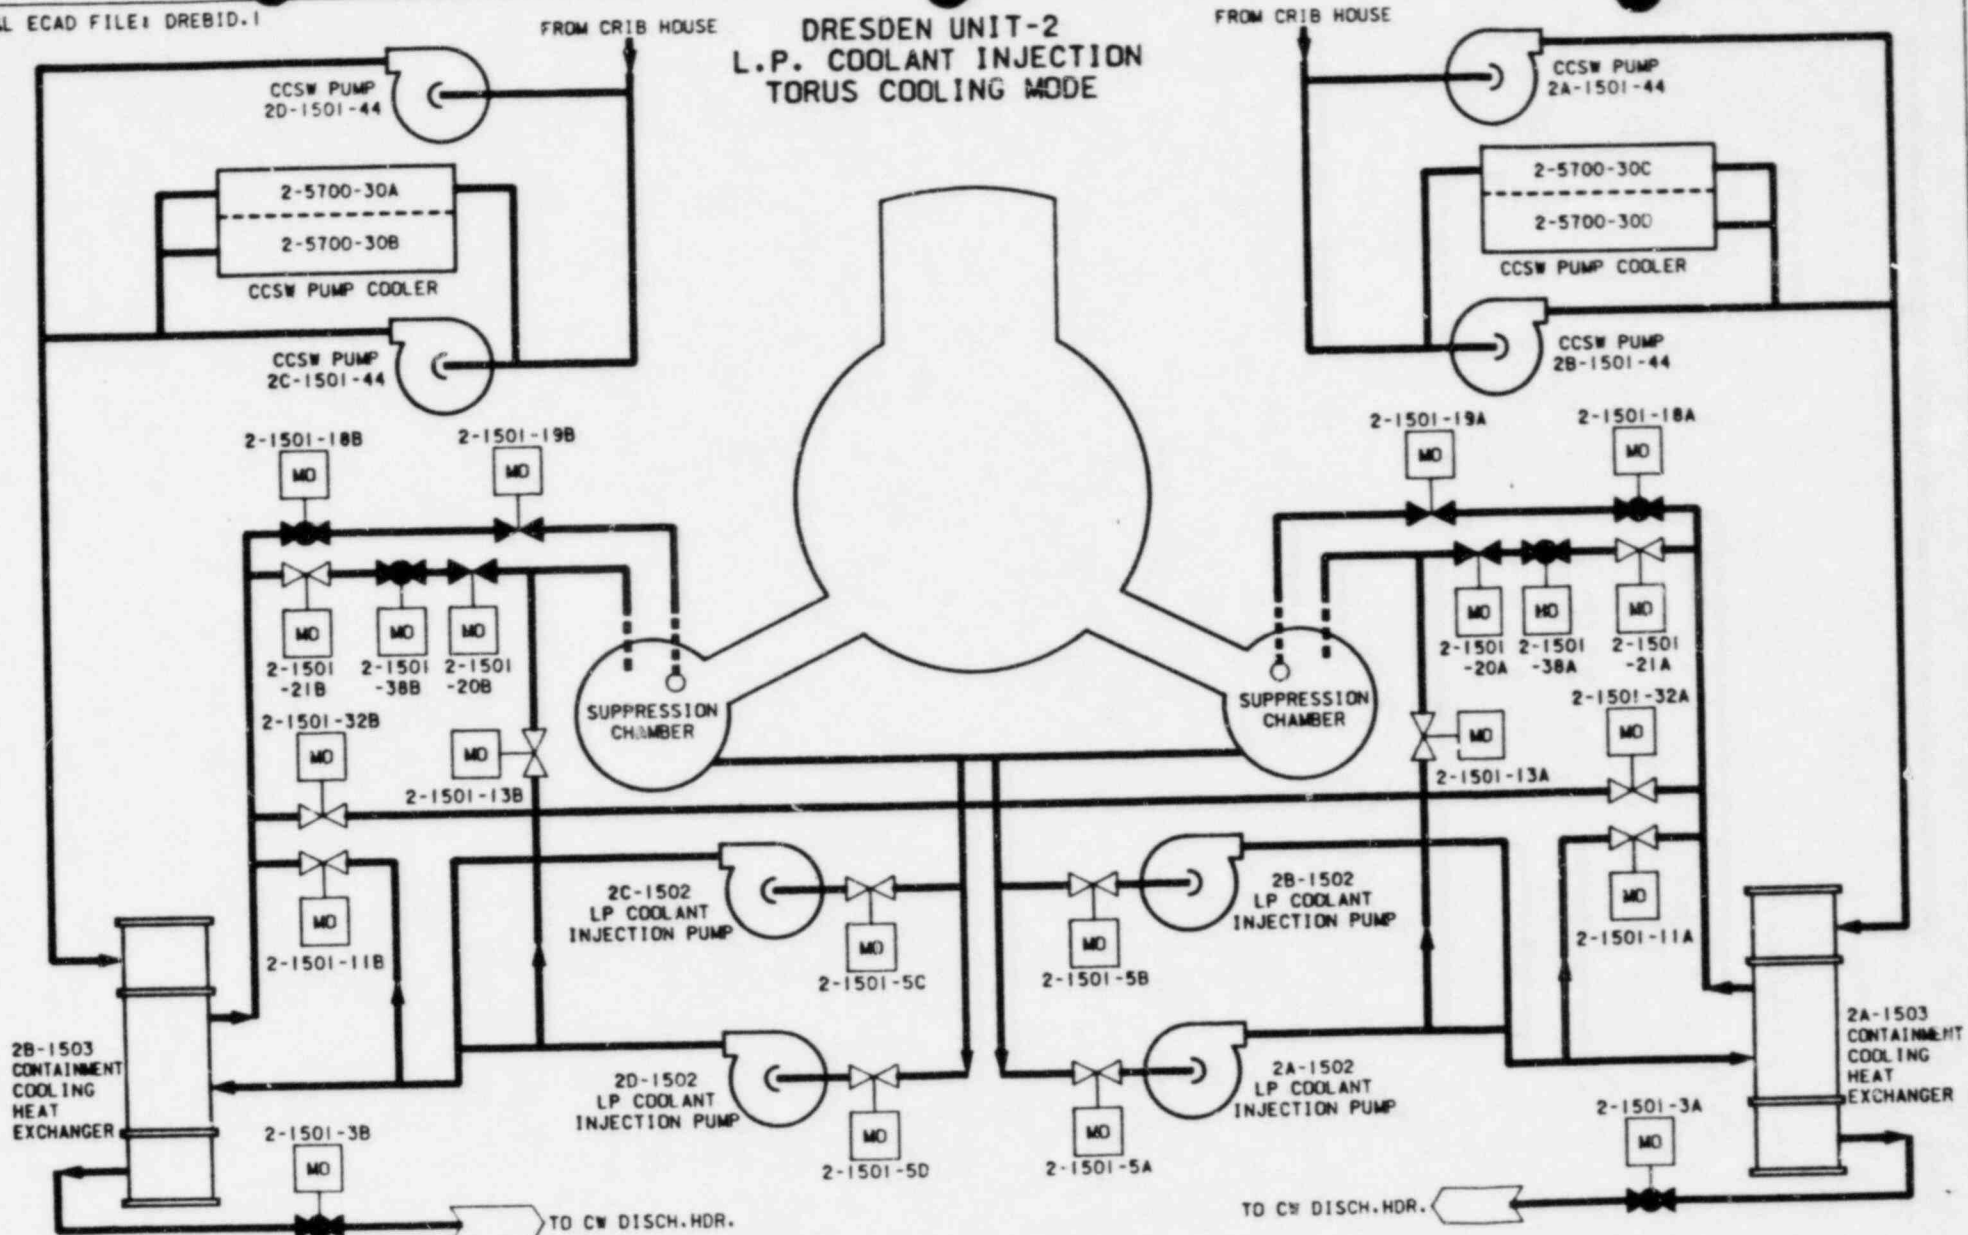 AL ECAD FILE: DREBID.1
DRESDEN UNIT-2
L.P. COOLANT INJECTION
TORUS COOLING MODE
FROM CRIB HOUSE
CCSW PUMP
2D-1501-44
2-5700-30A
2-5700-30B
CCSW PUMP COOLER
CCSW PUMP
2C-1501-44
FROM CRIB HOUSE
CCSW PUMP
2A-1501-44
2-5700-30C
2-5700-30D
CCSW PUMP COOLER
CCSW PUMP
2B-1501-44
2-1501-18B
MO
2-1501-19B
MO
MO
2-1501
-21B
MO
2-1501
-38B
MO
2-1501
-20B
2-1501-32B
MO
MO
2-1501-13B
SUPPRESSION
CHAMBER
2-1501-19A
MO
2-1501-18A
MO
MO
2-1501
-20A
MO
2-1501
-38A
MO
2-1501
-21A
SUPPRESSION
CHAMBER
2-1501-32A
MO
MO
2-1501-13A
MO
2-1501-11B
2C-1502
LP COOLANT
INJECTION PUMP
MO
2-1501-5C
MO
2-1501-5B
2B-1502
LP COOLANT
INJECTION PUMP
MO
2-1501-11A
2B-1503
CONTAINMENT
COOLING
HEAT
EXCHANGER
2D-1502
LP COOLANT
INJECTION PUMP
MO
2-1501-5D
MO
2-1501-5A
2A-1502
LP COOLANT
INJECTION PUMP
2A-1503
CONTAINMENT
COOLING
HEAT
EXCHANGER
2-1501-3B
MO
TO CW DISCH.HDR.
2-1501-3A
MO
TO CW DISCH.HDR.